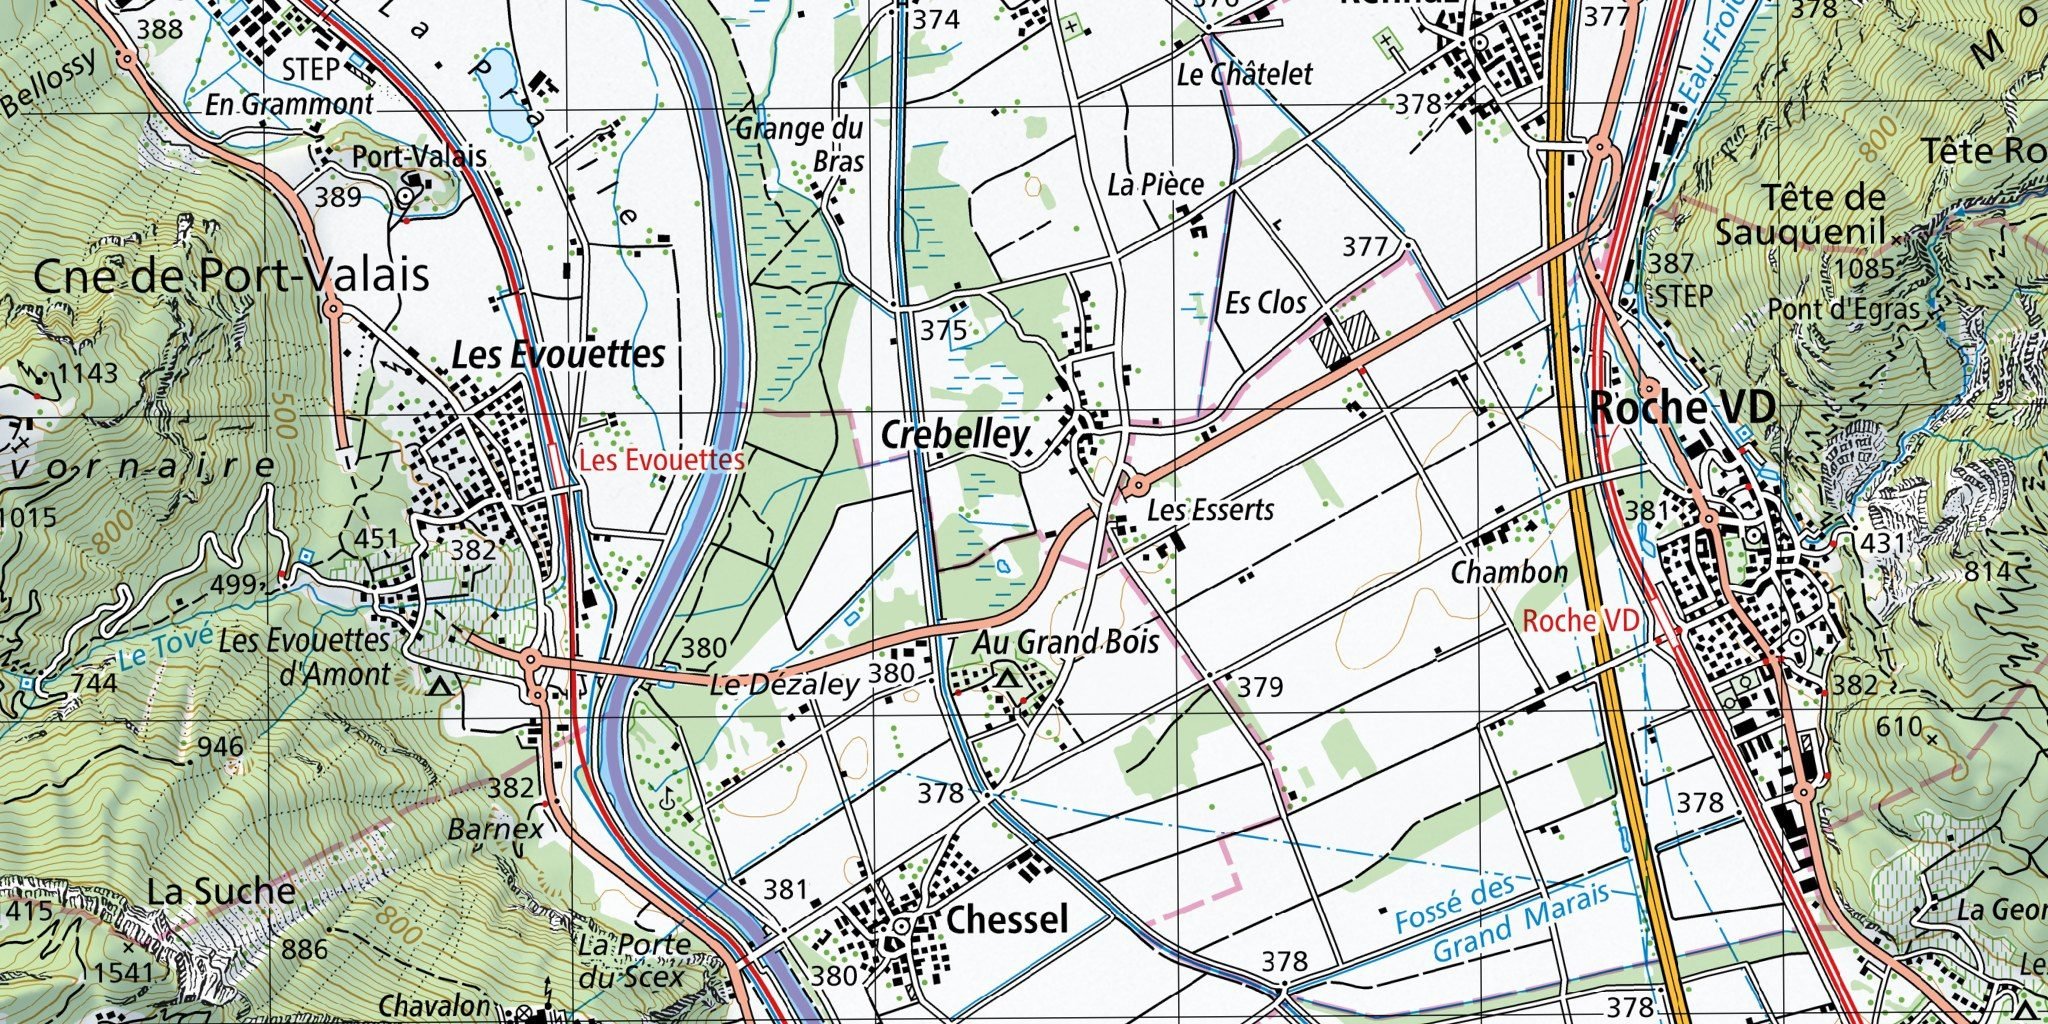 388
La Praille
374
377
378
STEP
Bellossy
En Grammont
Le Châtelet
378
Eau Froide
800
Grange du
Bras
Port-Valais
389
La Pièce
Tête de
Sauquenil
1085
377
387
STEP
Cne de Port-Valais
Pont d'Egras
Es Clos
375
Les Evouettes
1143
500
Crebelley
Roche VD
Les Evouettes
vornaire
1015
800
451
382
499
Les Esserts
381
431
814
Chambon
Roche VD
Le Tové
Les Evouettes
d'Amont
744
380
Le Dézaley
380
Au Grand Bois
379
382
946
610
382
Barnex
378
378
La Suche
415
381
Chessel
Fossé des
Grand Marais
800
886
1541
La Porte
du Scex
380
378
378
Chavalon